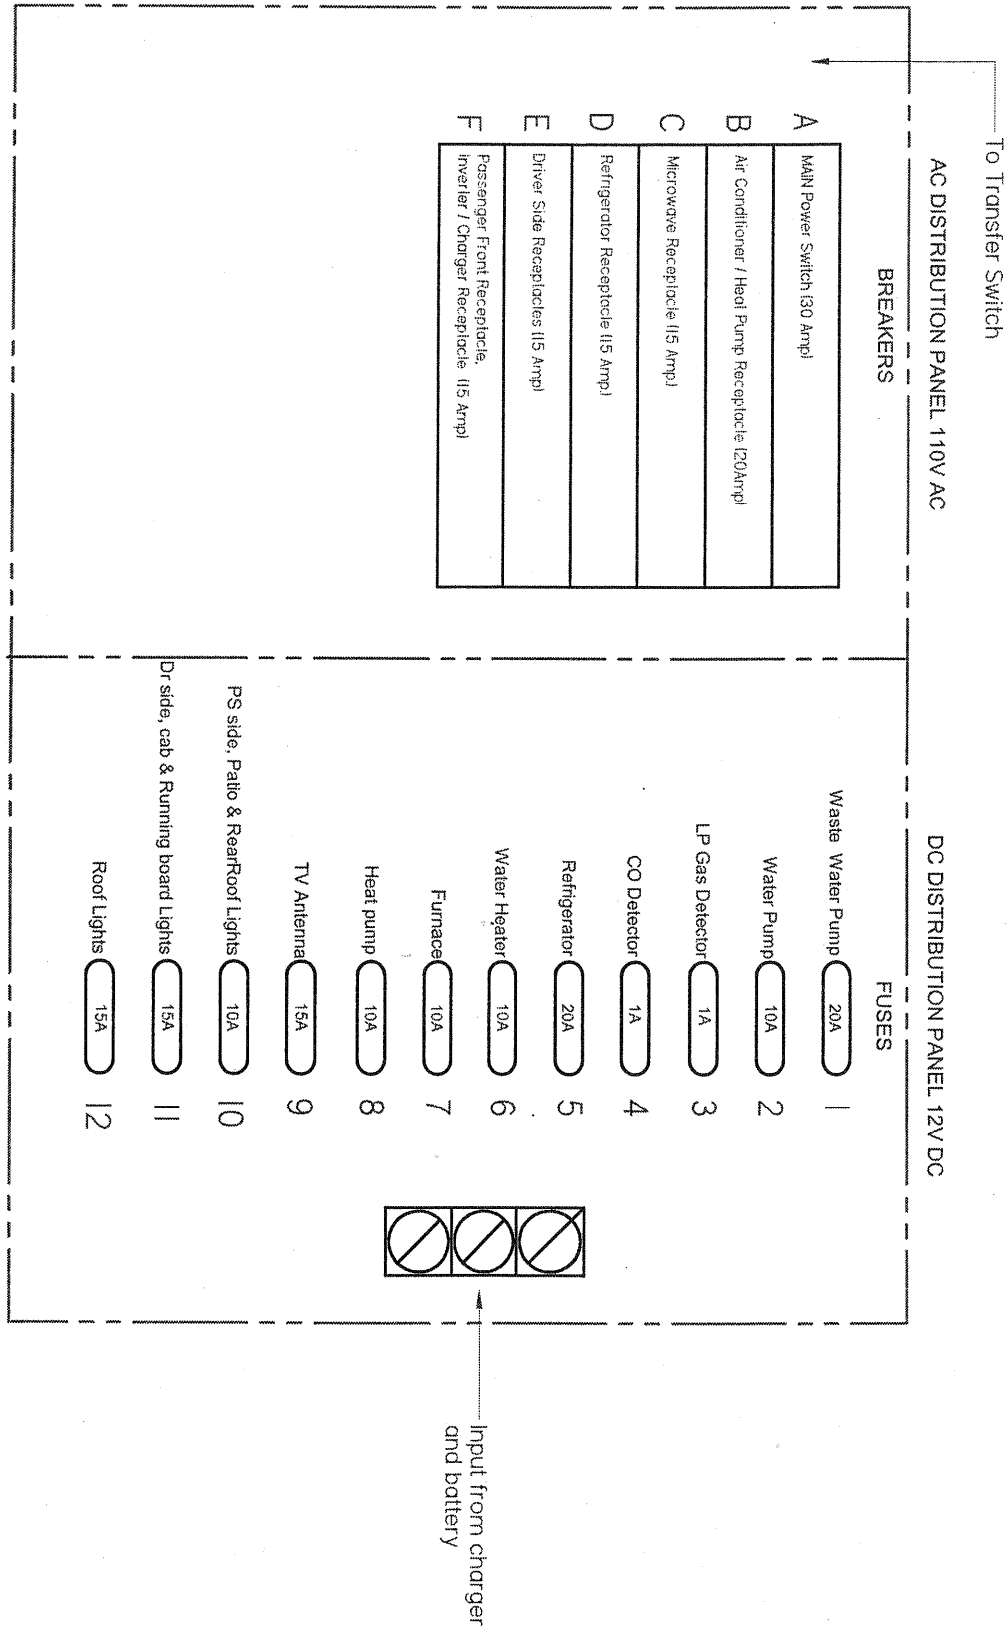 To Transfer Switch
AC DISTRIBUTION PANEL 110V AC
BREAKERS
A MAIN Power Switch (30 Amp)
B Air Conditioner / Heat Pump Receptacle (20Amp)
C Microwave Receptacle (15 Amp)
D Refrigerator Receptacle (15 Amp)
E Driver Side Receptacles (15 Amp)
F Passenger Front Receptacle,
Inverter / Charger Receptacle (15 Amp)
DC DISTRIBUTION PANEL 12V DC
FUSES
Waste Water Pump 20A 1
Water Pump 10A 2
LP Gas Detector 1A 3
CO Detector 1A 4
Refrigerator 20A 5
Water Heater 10A 6
Furnace 10A 7
Heat pump 10A 8
TV Antenna 15A 9
PS side, Patio & RearRoof Lights 10A 10
Dr side, cab & Running board Lights 15A 11
Roof Lights 15A 12
Input from charger
and battery